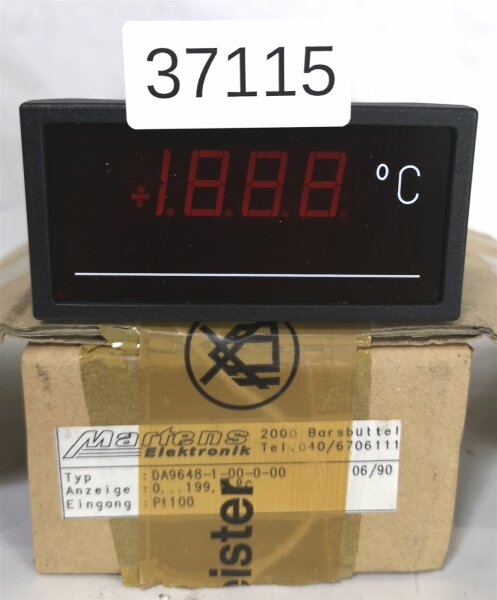 37115
+1.8.8.8. °C
Martens
Elektronik
2000 Barsbüttel
Tel.040/6706111
Typ : DA9648-1-00-0-00 06/90
Anzeige : 0...199, °C
Eingang : Pt100
eister